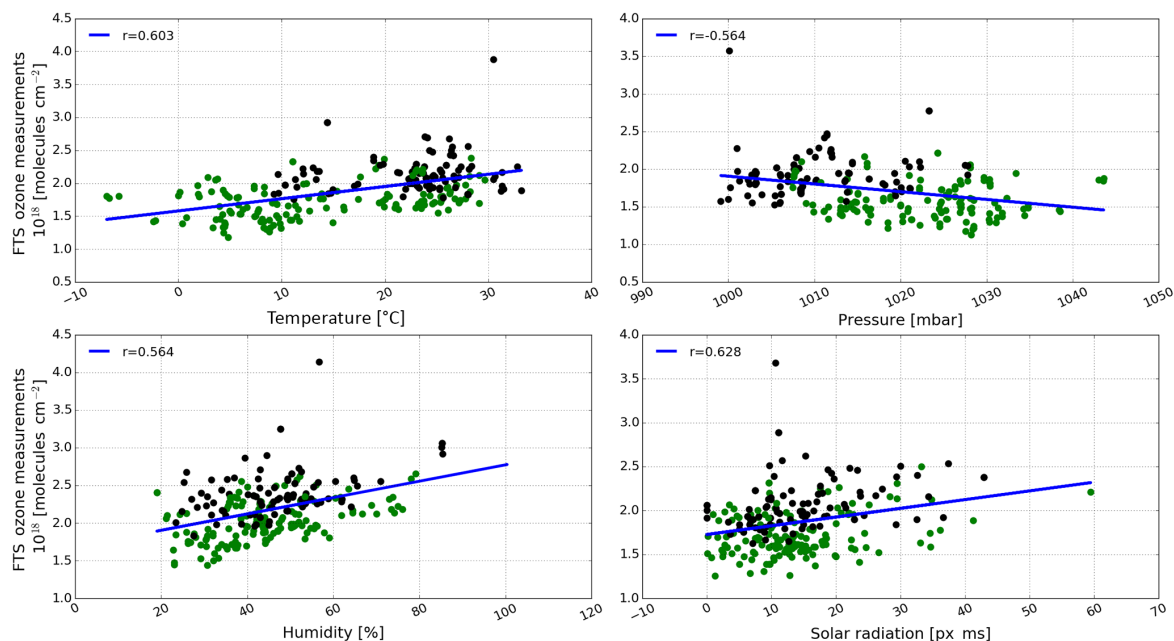 r=0.603
4.5
4.0
3.5
3.0
2.5
2.0
1.5
1.0
0.5
FTS ozone measurements
10¹⁸ [molecules cm⁻²]
−10 0 10 20 30 40
Temperature [°C]
r=-0.564
4.0
3.5
3.0
2.5
2.0
1.5
1.0
0.5
990 1000 1010 1020 1030 1040 1050
Pressure [mbar]
r=0.564
4.5
4.0
3.5
3.0
2.5
2.0
1.5
1.0
FTS ozone measurements
10¹⁸ [molecules cm⁻²]
0 20 40 60 80 100 120
Humidity [%]
r=0.628
4.0
3.5
3.0
2.5
2.0
1.5
1.0
−10 0 10 20 30 40 50 60 70
Solar radiation [px ms]